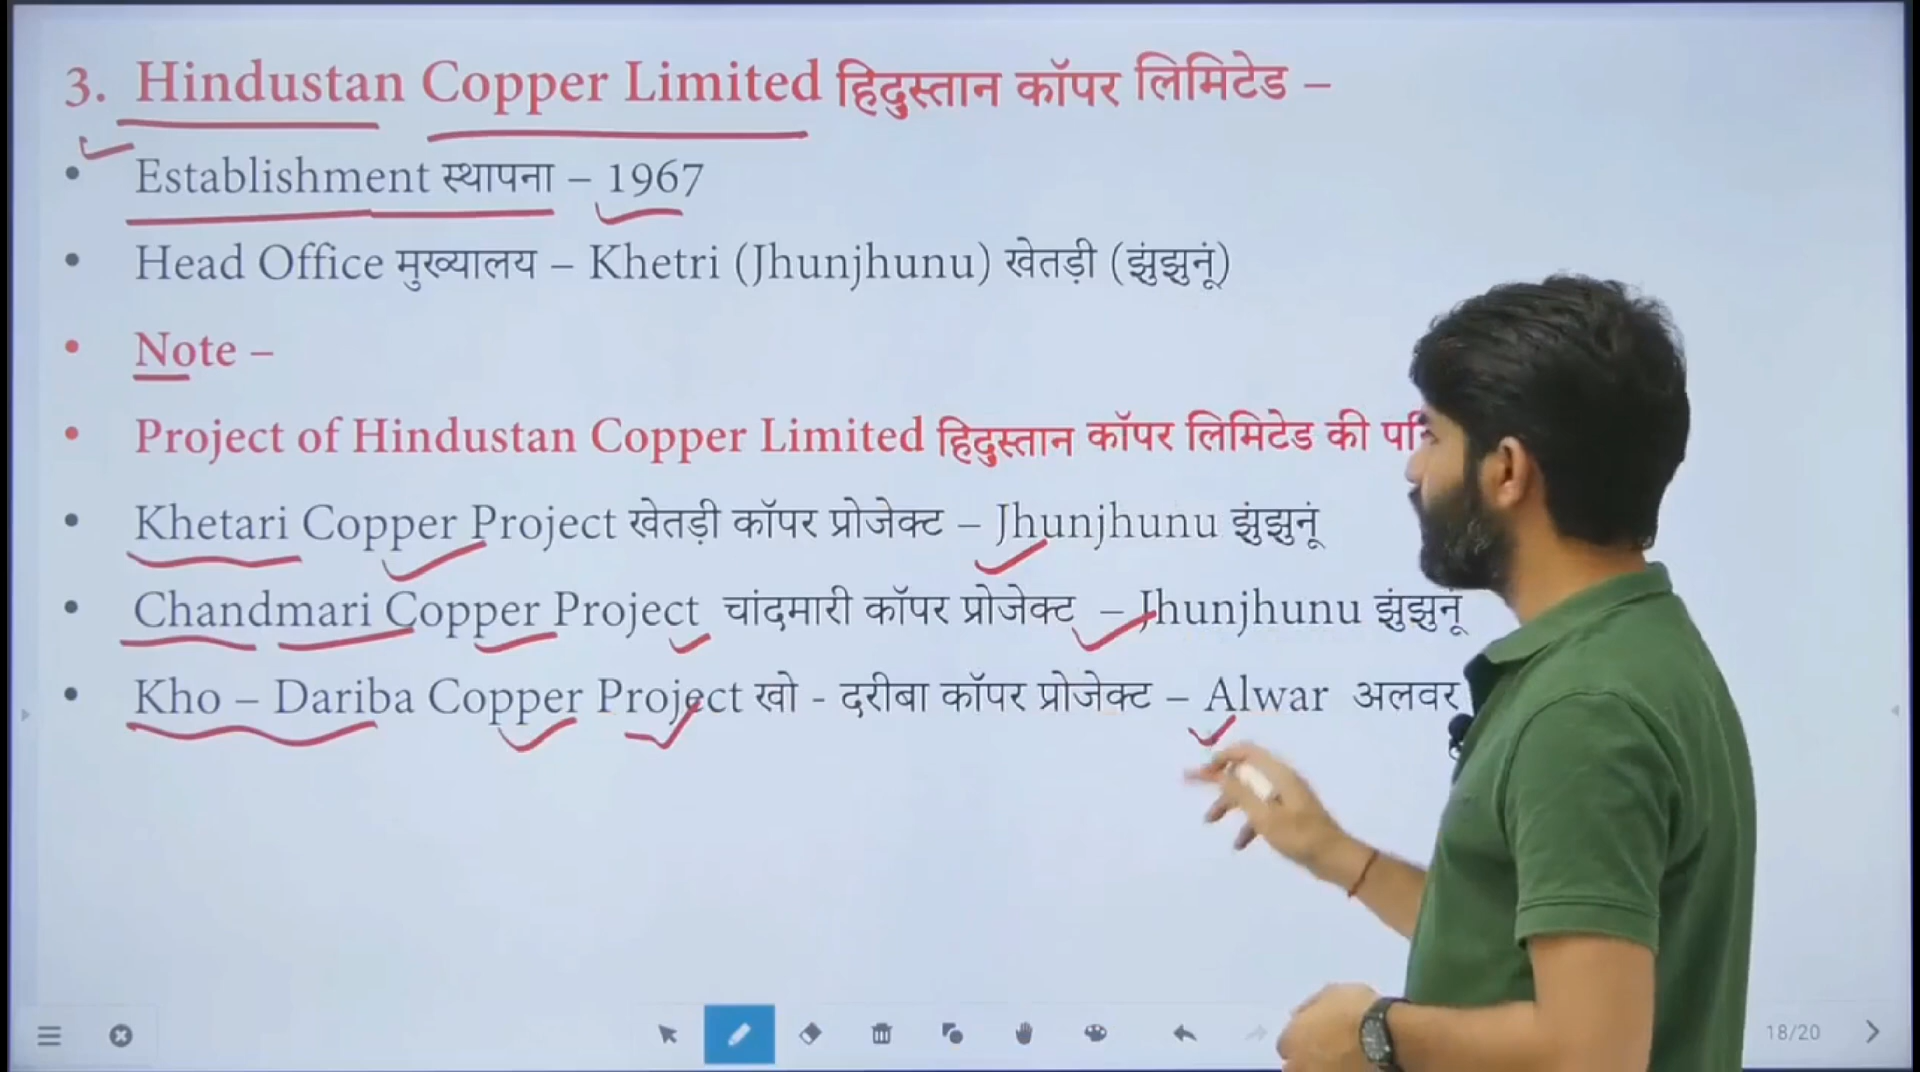 3. Hindustan Copper Limited हिंदुस्तान कॉपर लिमिटेड –
• Establishment स्थापना – 1967
• Head Office मुख्यालय – Khetri (Jhunjhunu) खेतड़ी (झुंझुनूं)
• Note –
• Project of Hindustan Copper Limited हिंदुस्तान कॉपर लिमिटेड की
• Khetari Copper Project खेतड़ी कॉपर प्रोजेक्ट – Jhunjhunu झुंझुनूं
• Chandmari Copper Project चांदमारी कॉपर प्रोजेक्ट – Jhunjhunu झुंझुनूं
• Kho – Dariba Copper Project खो - दरीबा कॉपर प्रोजेक्ट – Alwar अलवर
18/20